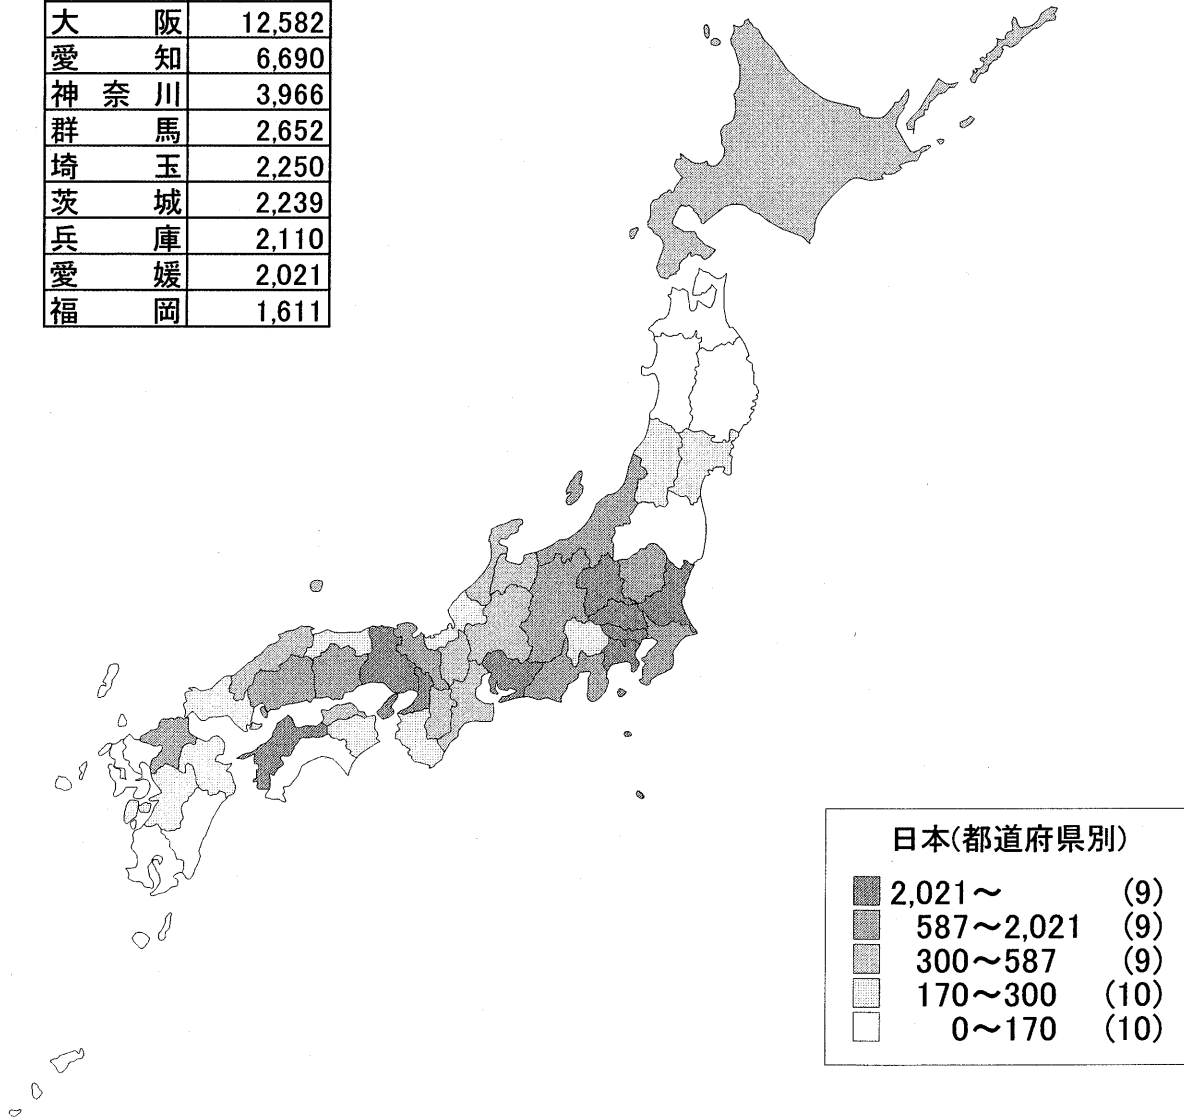 大阪 12,582
愛知 6,690
神奈川 3,966
群馬 2,652
埼玉 2,250
茨城 2,239
兵庫 2,110
愛媛 2,021
福岡 1,611
日本(都道府県別)
2,021～ (9)
587～2,021 (9)
300～587 (9)
170～300 (10)
0～170 (10)